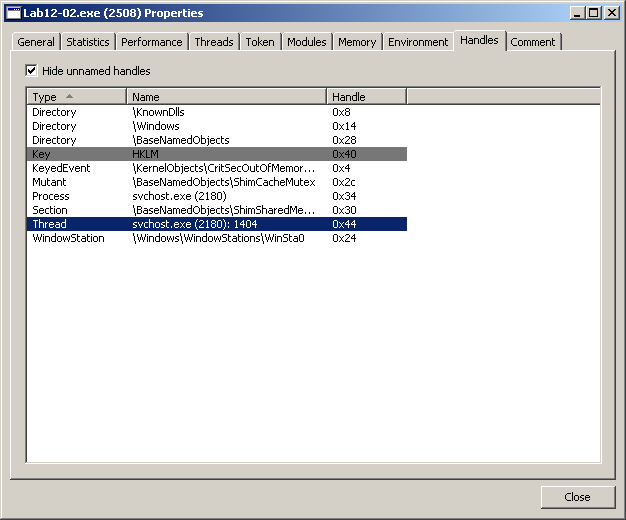 Lab12-02.exe (2508) Properties
General Statistics Performance Threads Token Modules Memory Environment Handles Comment
Hide unnamed handles
Type Name Handle
Directory \KnownDlls 0x8
Directory \Windows 0x14
Directory \BaseNamedObjects 0x28
Key HKLM 0x40
KeyedEvent \KernelObjects\CritSecOutOfMemor... 0x4
Mutant \BaseNamedObjects\ShimCacheMutex 0x2c
Process svchost.exe (2180) 0x34
Section \BaseNamedObjects\ShimSharedMe... 0x30
Thread svchost.exe (2180): 1404 0x44
WindowStation \Windows\WindowStations\WinSta0 0x24
Close